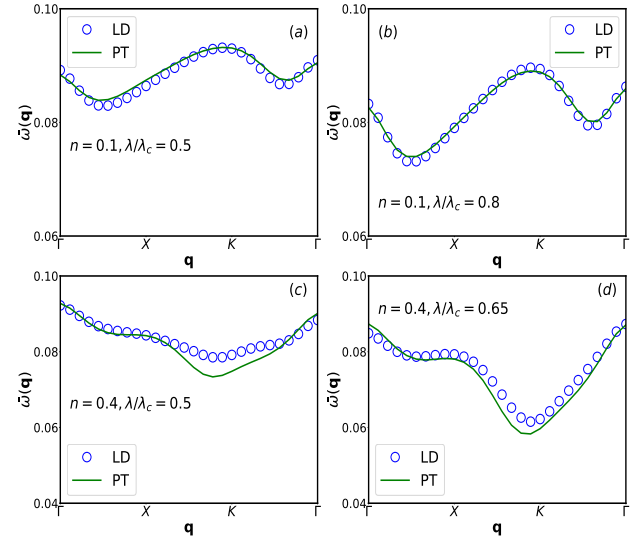 0.10
LD
PT
(a)
0.08
ω̄(q)
n = 0.1, λ/λc = 0.5
0.06
Γ X K Γ
q
0.10
(b)
LD
PT
0.08
ω̄(q)
n = 0.1, λ/λc = 0.8
0.06
Γ X K Γ
q
0.10
(c)
0.08
ω̄(q)
n = 0.4, λ/λc = 0.5
0.06
LD
PT
0.04
Γ X K Γ
q
0.10
(d)
n = 0.4, λ/λc = 0.65
0.08
ω̄(q)
0.06
LD
PT
0.04
Γ X K Γ
q